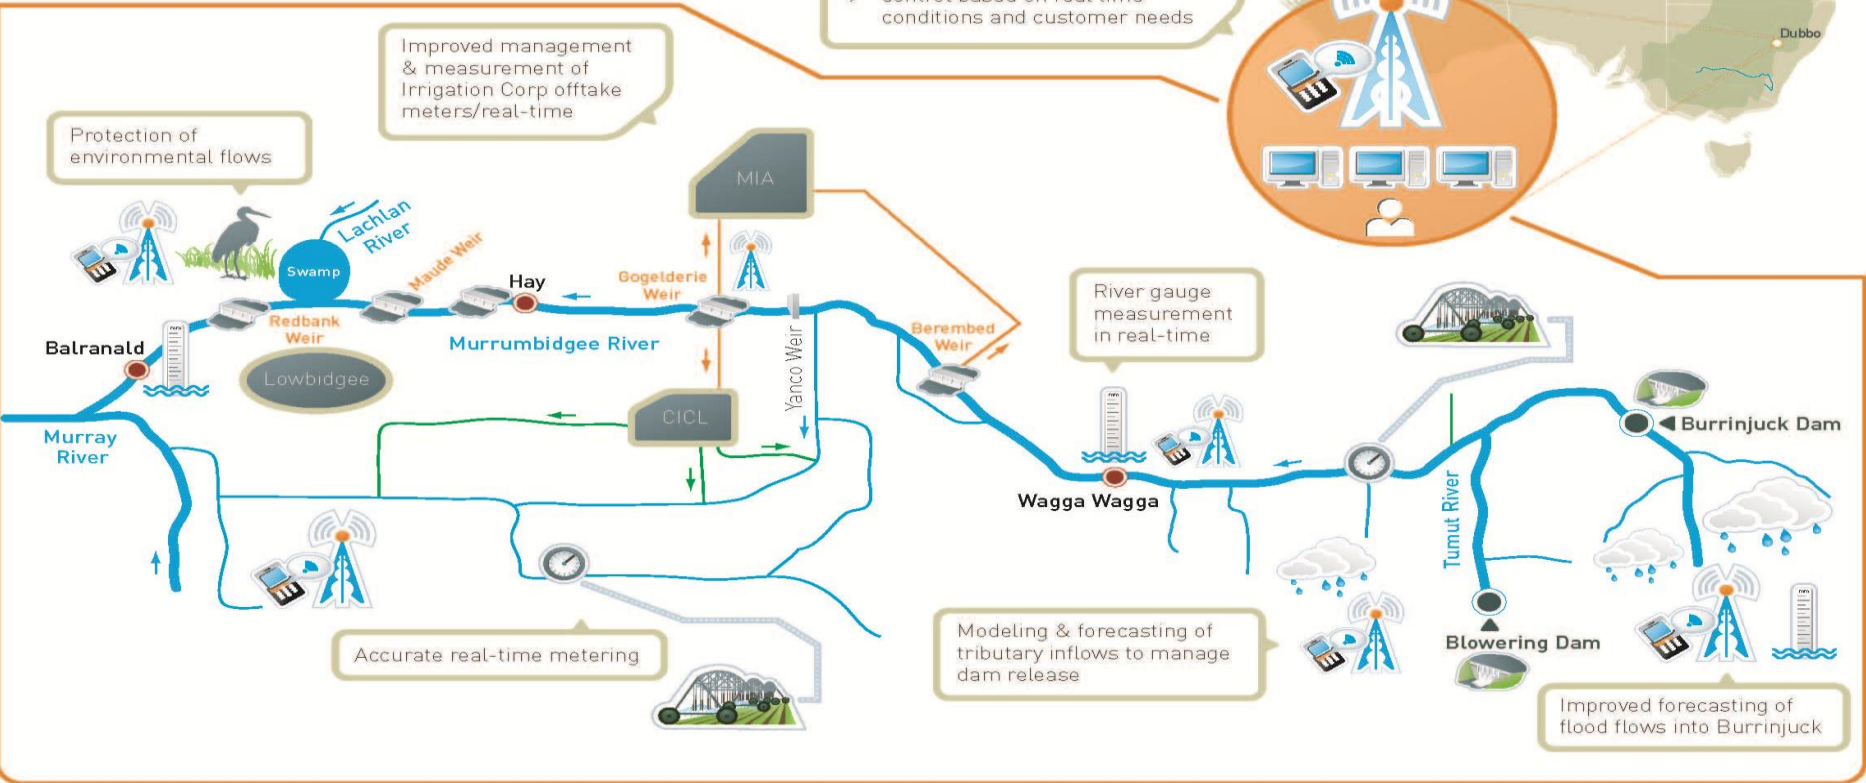 conditions and customer needs
Dubbo
Improved management
& measurement of
Irrigation Corp offtake
meters/real-time
Protection of
environmental flows
MIA
Lachlan
River
Swamp
Maude Weir
Hay
Gogelderie
Weir
Redbank
Weir
Murrumbidgee River
Balranald
Lowbidgee
Yanco Weir
Berembed
Weir
River gauge
measurement
in real-time
CICL
Murray
River
Wagga Wagga
Burrinjuck Dam
Tumut River
Blowering Dam
Accurate real-time metering
Modeling & forecasting of
tributary inflows to manage
dam release
Improved forecasting of
flood flows into Burrinjuck